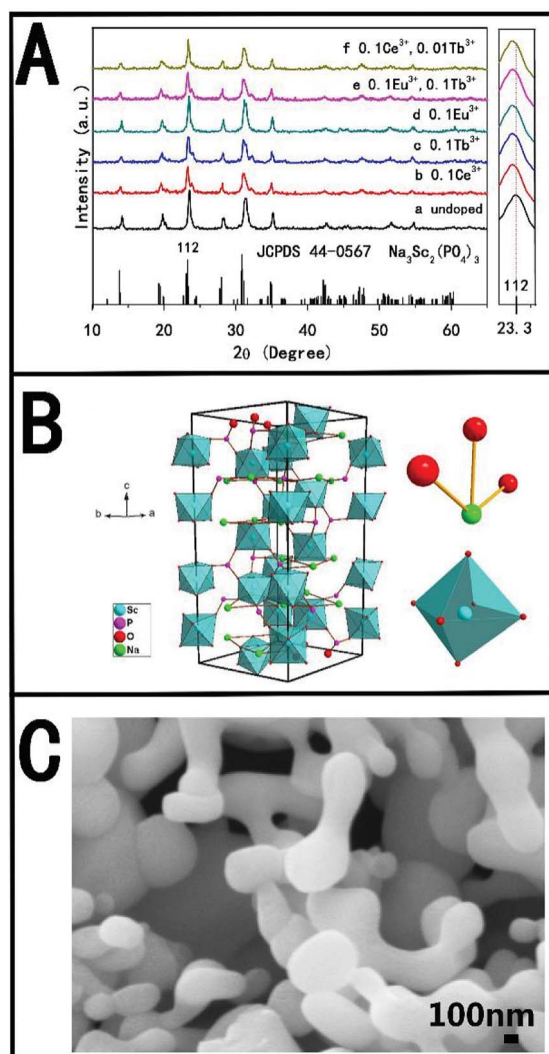 A
Intensity (a.u.)
f 0.1Ce³⁺, 0.01Tb³⁺
e 0.1Eu³⁺, 0.1Tb³⁺
d 0.1Eu³⁺
c 0.1Tb³⁺
b 0.1Ce³⁺
a undoped
112
JCPDS 44-0567 Na₃Sc₂(PO₄)₃
10 20 30 40 50 60
2θ (Degree)
112
23.3
B
c
b a
Sc
P
O
Na
C
100nm